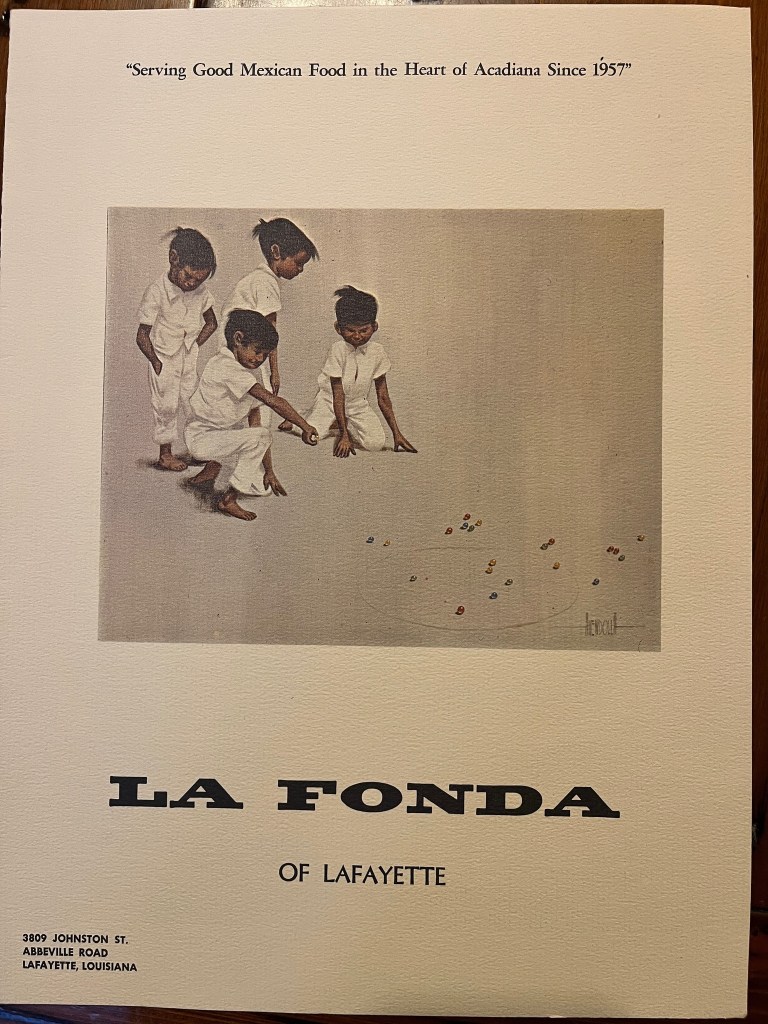 “Serving Good Mexican Food in the Heart of Acadiana Since 1957”
LA FONDA
OF LAFAYETTE
3809 JOHNSTON ST.
ABBEVILLE ROAD
LAFAYETTE, LOUISIANA